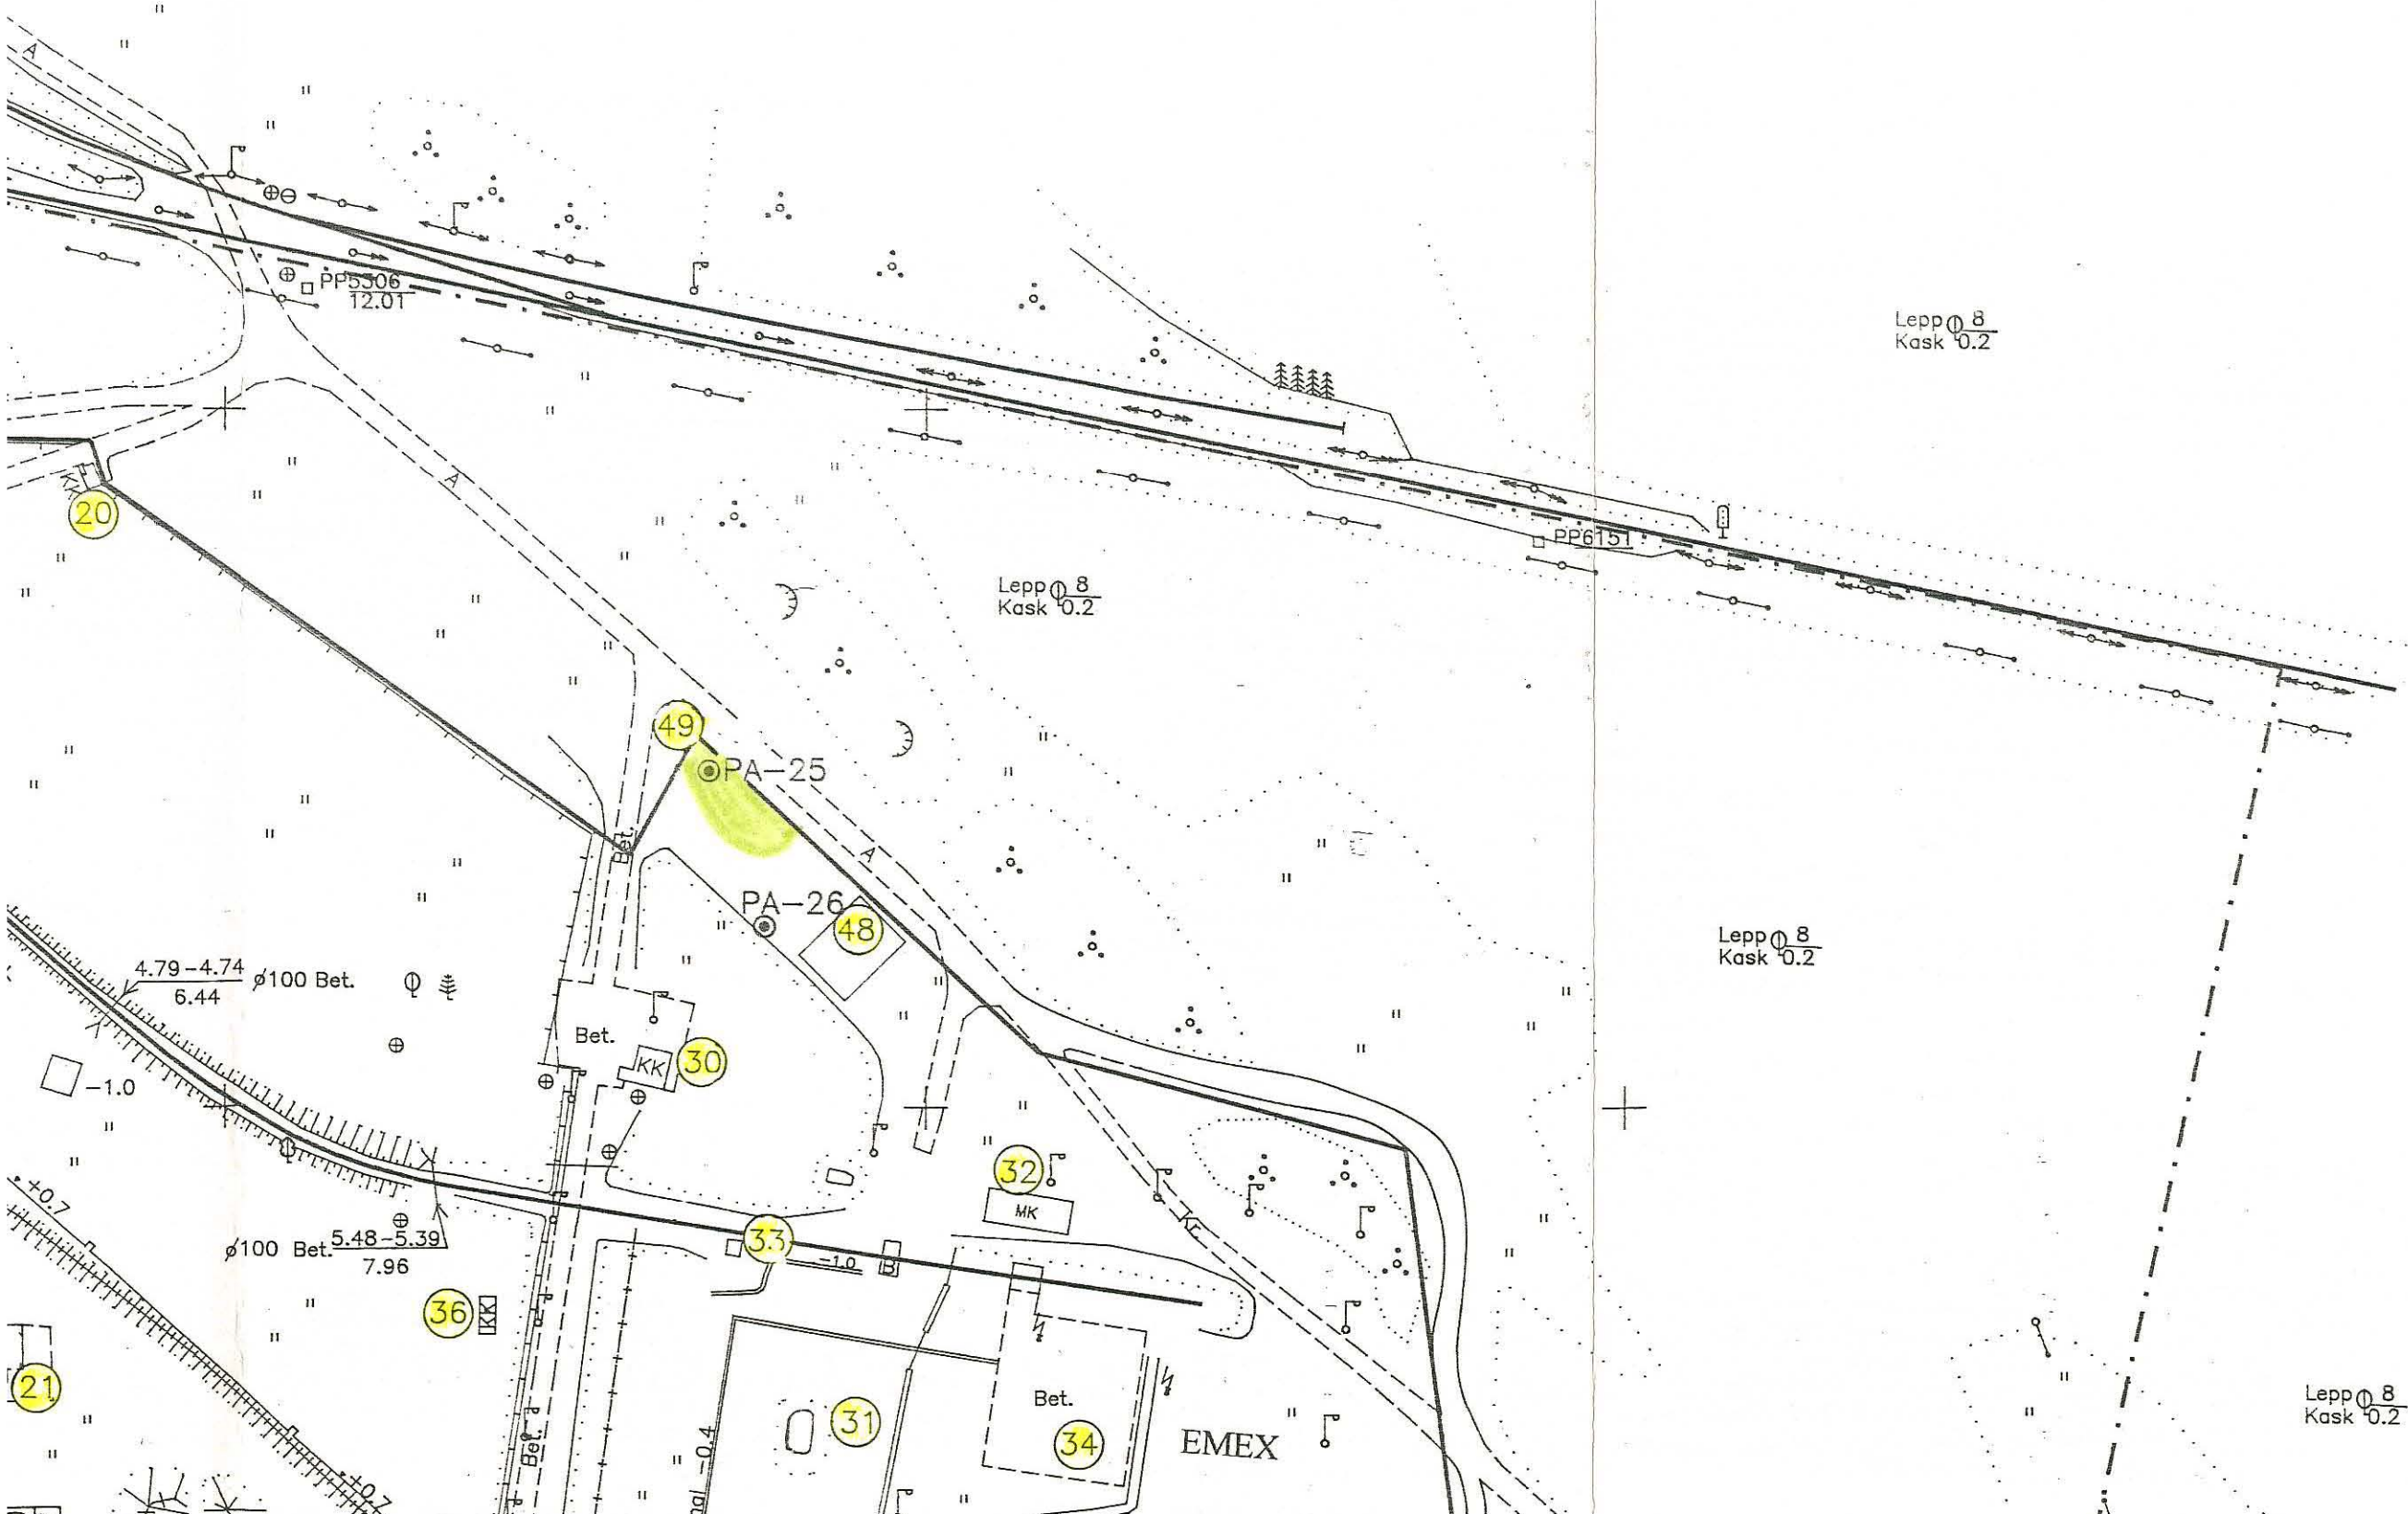 A
PP5306
12.01
Lepp 8
Kask 0.2
A
KK
20
PP6151
Lepp 8
Kask 0.2
49
PA-25
Bet.
A
PA-26
48
Lepp 8
Kask 0.2
4.79-4.74
6.44
ø100 Bet.
Bet.
KK
30
-1.0
32
MK
+0.7
Kr.
ø100 Bet. 5.48-5.39
7.96
33
-1.0
B
36
KK
21
31
Bet.
34
EMEX
Lepp 8
Kask 0.2
Bet.
-0.4
+0.7